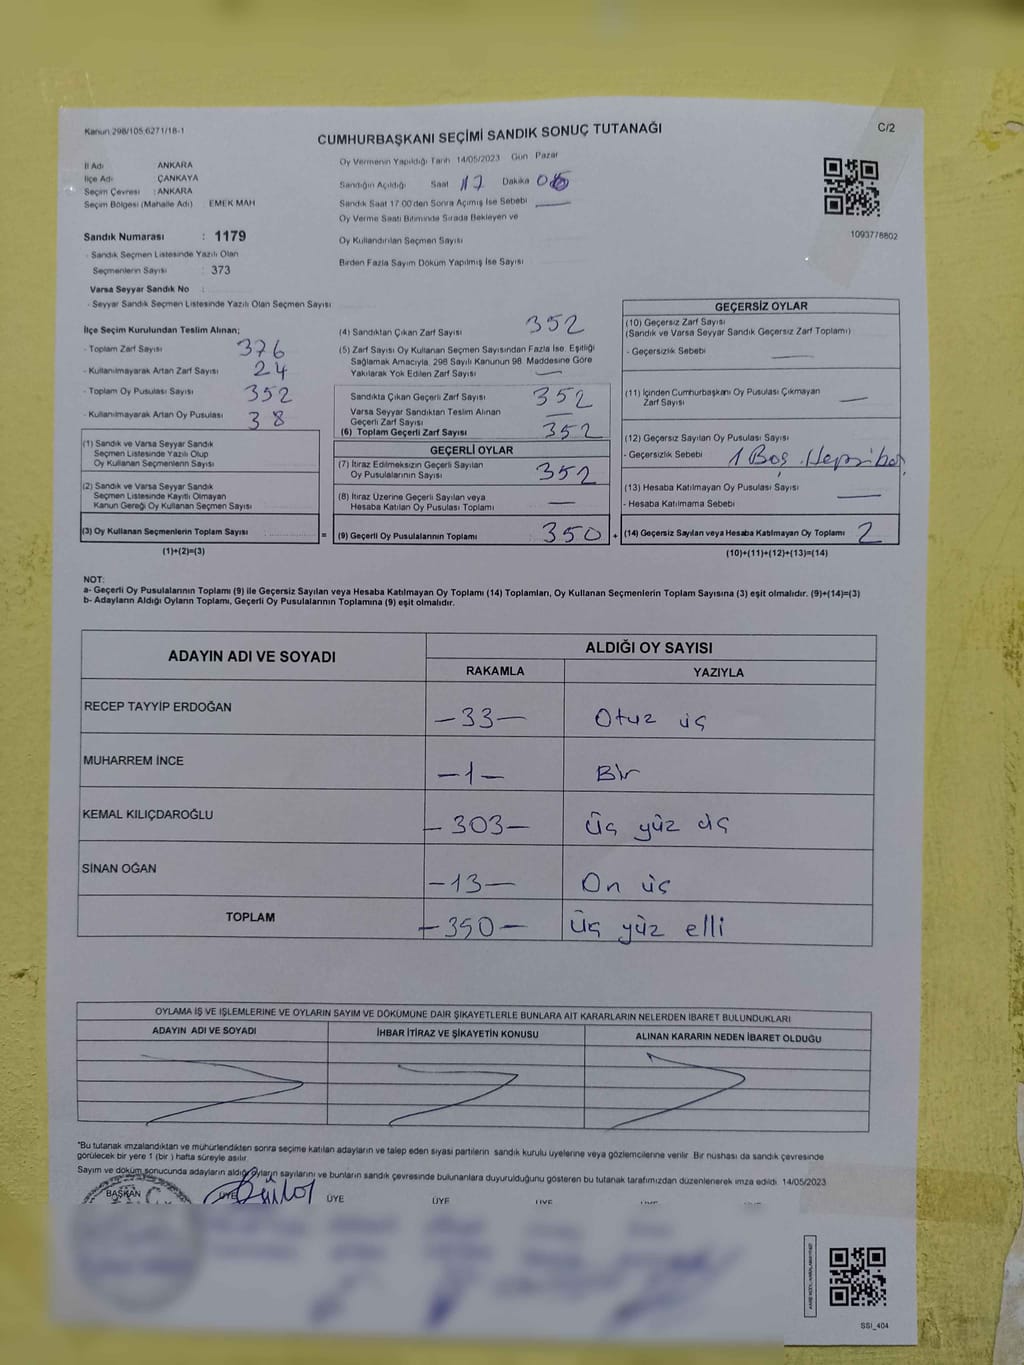 Kanun 298/105,6271/18-1
C/2
CUMHURBAŞKANI SEÇİMİ SANDIK SONUÇ TUTANAĞI
İl Adı ANKARA
İlçe Adı ÇANKAYA
Seçim Çevresi : ANKARA
Seçim Bölgesi (Mahalle Adı) EMEK MAH
Oy Vermenin Yapıldığı Tarih 14/05/2023 Gün Pazar
Sandığın Açıldığı Saat 17 Dakika
Sandık Saat 17:00'den Sonra Açımış İse Sebebi
Oy Verme Saati Bitiminde Sırada Bekleyen ve
Oy Kullandırılan Seçmen Sayısı
Birden Fazla Sayım Döküm Yapılmış İse Sayısı
1093778802
Sandık Numarası : 1179
- Sandık Seçmen Listesinde Yazılı Olan
Seçmenlerin Sayısı : 373
Varsa Seyyar Sandık No :
- Seyyar Sandık Seçmen Listesinde Yazılı Olan Seçmen Sayısı
İlçe Seçim Kurulundan Teslim Alınan;
- Toplam Zarf Sayısı 376
- Kullanılmayarak Artan Zarf Sayısı 24
- Toplam Oy Pusulası Sayısı 352
- Kullanılmayarak Artan Oy Pusulası 38
(1) Sandık ve Varsa Seyyar Sandık
Seçmen Listesinde Yazılı Olup
Oy Kullanan Seçmenlerin Sayısı
(2) Sandık ve Varsa Seyyar Sandık
Seçmen Listesinde Kayıtlı Olmayan
Kanun Gereği Oy Kullanan Seçmen Sayısı
(3) Oy Kullanan Seçmenlerin Toplam Sayısı
(1)+(2)=(3)
(4) Sandıktan Çıkan Zarf Sayısı 352
(5) Zarf Sayısı Oy Kullanan Seçmen Sayısından Fazla İse, Eşitliği
Sağlamak Amacıyla, 298 Sayılı Kanunun 98. Maddesine Göre
Yakılarak Yok Edilen Zarf Sayısı —
Sandıkta Çıkan Geçerli Zarf Sayısı 352
Varsa Seyyar Sandıktan Teslim Alınan
Geçerli Zarf Sayısı —
(6) Toplam Geçerli Zarf Sayısı 352
GEÇERLİ OYLAR
(7) İtiraz Edilmeksizin Geçerli Sayılan
Oy Pusulalarının Sayısı 352
(8) İtiraz Üzerine Geçerli Sayılan veya
Hesaba Katılan Oy Pusulası Toplamı —
= (9) Geçerli Oy Pusulalarının Toplamı 350 +
GEÇERSİZ OYLAR
(10) Geçersiz Zarf Sayısı
(Sandık ve Varsa Seyyar Sandık Geçersiz Zarf Toplamı)
- Geçersizlik Sebebi —
(11) İçinden Cumhurbaşkanı Oy Pusulası Çıkmayan
Zarf Sayısı —
(12) Geçersiz Sayılan Oy Pusulası Sayısı
- Geçersizlik Sebebi 1 Boş
(13) Hesaba Katılmayan Oy Pusulası Sayısı —
- Hesaba Katılmama Sebebi
(14) Geçersiz Sayılan veya Hesaba Katılmayan Oy Toplamı 2
(10)+(11)+(12)+(13)=(14)
NOT:
a- Geçerli Oy Pusulalarının Toplamı (9) ile Geçersiz Sayılan veya Hesaba Katılmayan Oy Toplamı (14) Toplamları, Oy Kullanan Seçmenlerin Toplam Sayısına (3) eşit olmalıdır. (9)+(14)=(3)
b- Adayların Aldığı Oyların Toplamı, Geçerli Oy Pusulalarının Toplamına (9) eşit olmalıdır.
ADAYIN ADI VE SOYADI
ALDIĞI OY SAYISI
RAKAMLA YAZIYLA
RECEP TAYYİP ERDOĞAN -33- Otuz üç
MUHARREM İNCE -1- Bir
KEMAL KILIÇDAROĞLU -303- Üç yüz üç
SİNAN OĞAN -13- On üç
TOPLAM -350- Üç yüz elli
OYLAMA İŞ VE İŞLEMLERİNE VE OYLARIN SAYIM VE DÖKÜMÜNE DAİR ŞİKAYETLERLE BUNLARA AİT KARARLARIN NELERDEN İBARET BULUNDUKLARI
ADAYIN ADI VE SOYADI İHBAR İTİRAZ VE ŞİKAYETİN KONUSU ALINAN KARARIN NEDEN İBARET OLDUĞU
*Bu tutanak imzalandıktan ve mühürlendikten sonra seçime katılan adayların ve talep eden siyasi partilerin sandık kurulu üyelerine veya gözlemcilerine verilir. Bir nüshası da sandık çevresinde
görülecek bir yere 1 (bir) hafta süreyle asılır.
Sayım ve döküm sonucunda adayların aldığı oyların sayılarını ve bunların sandık çevresinde bulunanlara duyurulduğunu gösteren bu tutanak tarafımızdan düzenlenerek imza edildi. 14/05/2023
BAŞKAN ÜYE ÜYE ÜYE ÜYE
SSI_404